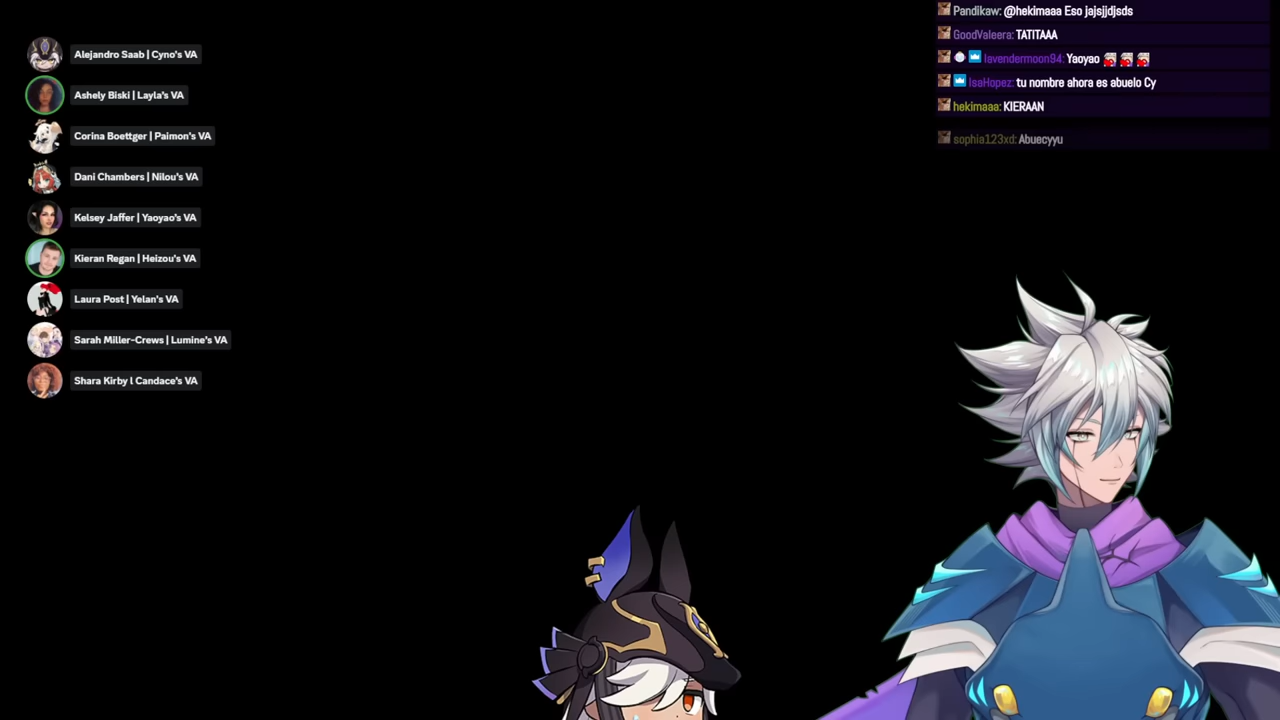 Alejandro Saab | Cyno's VA
Ashely Biski | Layla's VA
Corina Boettger | Paimon's VA
Dani Chambers | Nilou's VA
Kelsey Jaffer | Yaoyao's VA
Kieran Regan | Heizou's VA
Laura Post | Yelan's VA
Sarah Miller-Crews | Lumine's VA
Shara Kirby l Candace's VA
Pandikaw: @hekimaaa Eso jajsjjdjsds
GoodValeera: TATITAAA
lavendermoon94: Yaoyao
IsaHopez: tu nombre ahora es abuelo Cy
hekimaaa: KIERAAN
sophia123xd: Abuecyyu